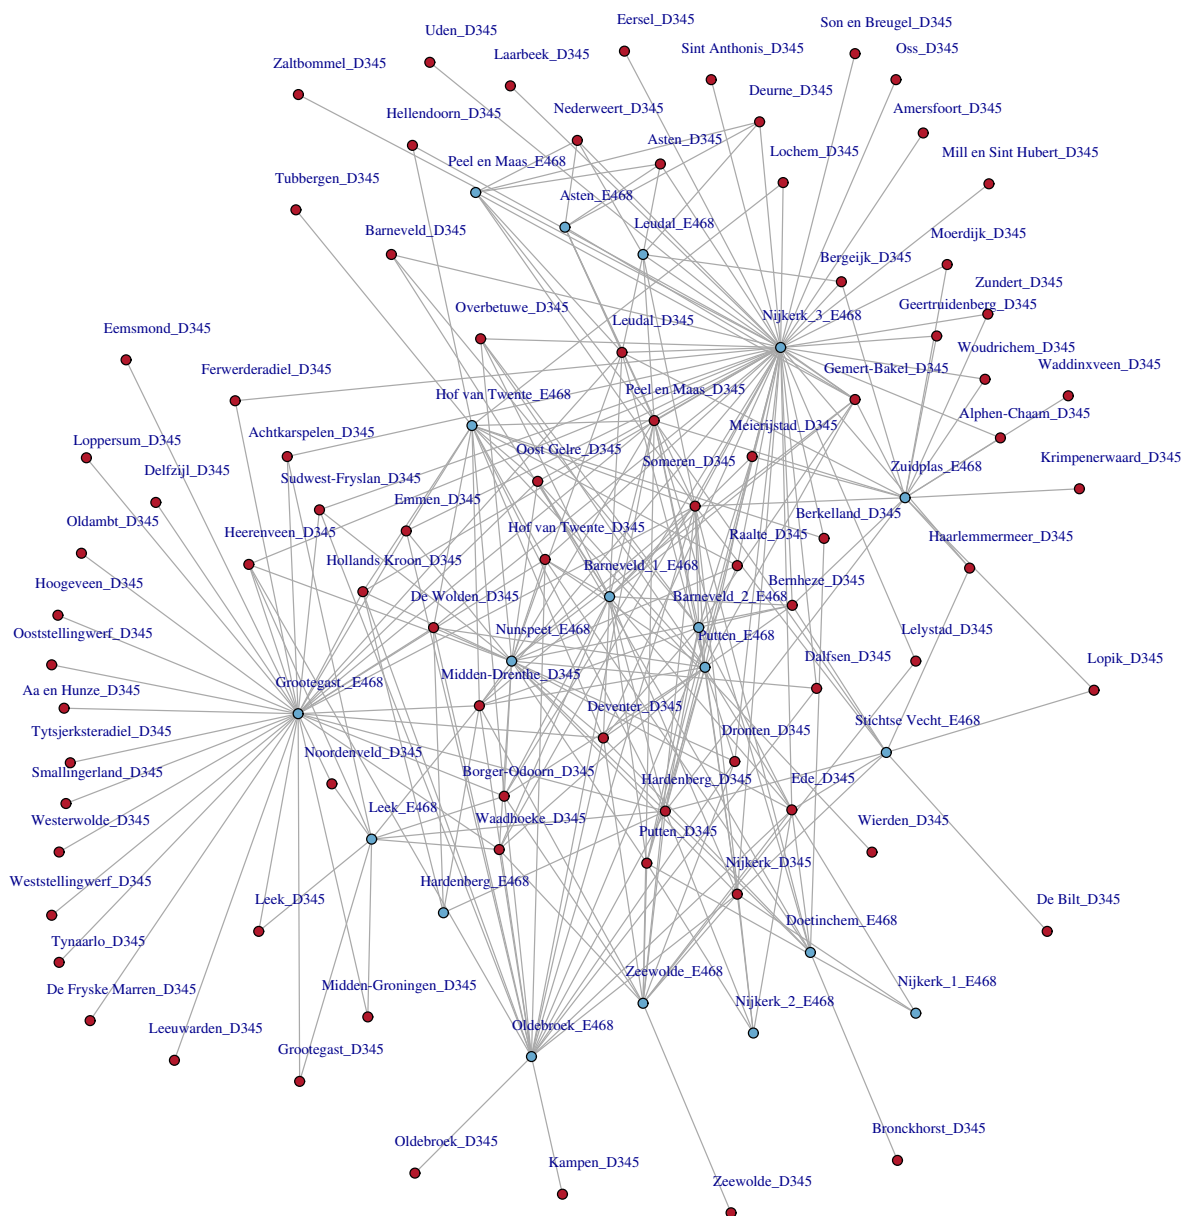 Eersel_D345
Son en Breugel_D345
Uden_D345
Sint Anthonis_D345
Oss_D345
Laarbeek_D345
Zaltbommel_D345
Deurne_D345
Nederweert_D345
Amersfoort_D345
Hellendoorn_D345
Asten_D345
Lochem_D345
Mill en Sint Hubert_D345
Peel en Maas_E468
Tubbergen_D345
Asten_E468
Leudal_E468
Barneveld_D345
Moerdijk_D345
Bergeijk_D345
Zundert_D345
Overbetuwe_D345
Geertruidenberg_D345
Nijkerk_3_E468
Leudal_D345
Eemsmond_D345
Woudrichem_D345
Waddinxveen_D345
Ferwerderadiel_D345
Gemert-Bakel_D345
Hof van Twente_E468
Peel en Maas_D345
Alphen-Chaam_D345
Meierijstad_D345
Achtkarspelen_D345
Loppersum_D345
Oost Gelre_D345
Someren_D345
Krimpenerwaard_D345
Zuidplas_E468
Delfzijl_D345
Sudwest-Fryslan_D345
Emmen_D345
Berkelland_D345
Oldambt_D345
Heerenveen_D345
Hof van Twente_D345
Raalte_D345
Haarlemmermeer_D345
Hollands Kroon_D345
Barneveld_1_E468
Hoogeveen_D345
Bernheze_D345
De Wolden_D345
Barneveld_2_E468
Ooststellingwerf_D345
Nunspeet_E468
Putten_E468
Lelystad_D345
Dalfsen_D345
Lopik_D345
Midden-Drenthe_D345
Grootegast._E468
Aa en Hunze_D345
Deventer_D345
Stichtse Vecht_E468
Tytsjerksteradiel_D345
Dronten_D345
Noordenveld_D345
Smallingerland_D345
Borger-Odoorn_D345
Hardenberg_D345
Ede_D345
Leek_E468
Westerwolde_D345
Waadhoeke_D345
Putten_D345
Wierden_D345
Nijkerk_D345
Weststellingwerf_D345
Hardenberg_E468
Leek_D345
De Bilt_D345
Doetinchem_E468
Tynaarlo_D345
Zeewolde_E468
Nijkerk_1_E468
De Fryske Marren_D345
Midden-Groningen_D345
Nijkerk_2_E468
Leeuwarden_D345
Oldebroek_E468
Grootegast_D345
Bronckhorst_D345
Oldebroek_D345
Kampen_D345
Zeewolde_D345